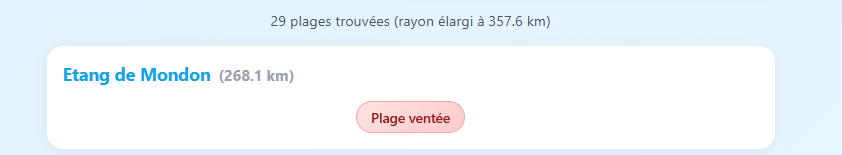 29 plages trouvées (rayon élargi à 357.6 km)
Etang de Mondon (268.1 km)
Plage ventée